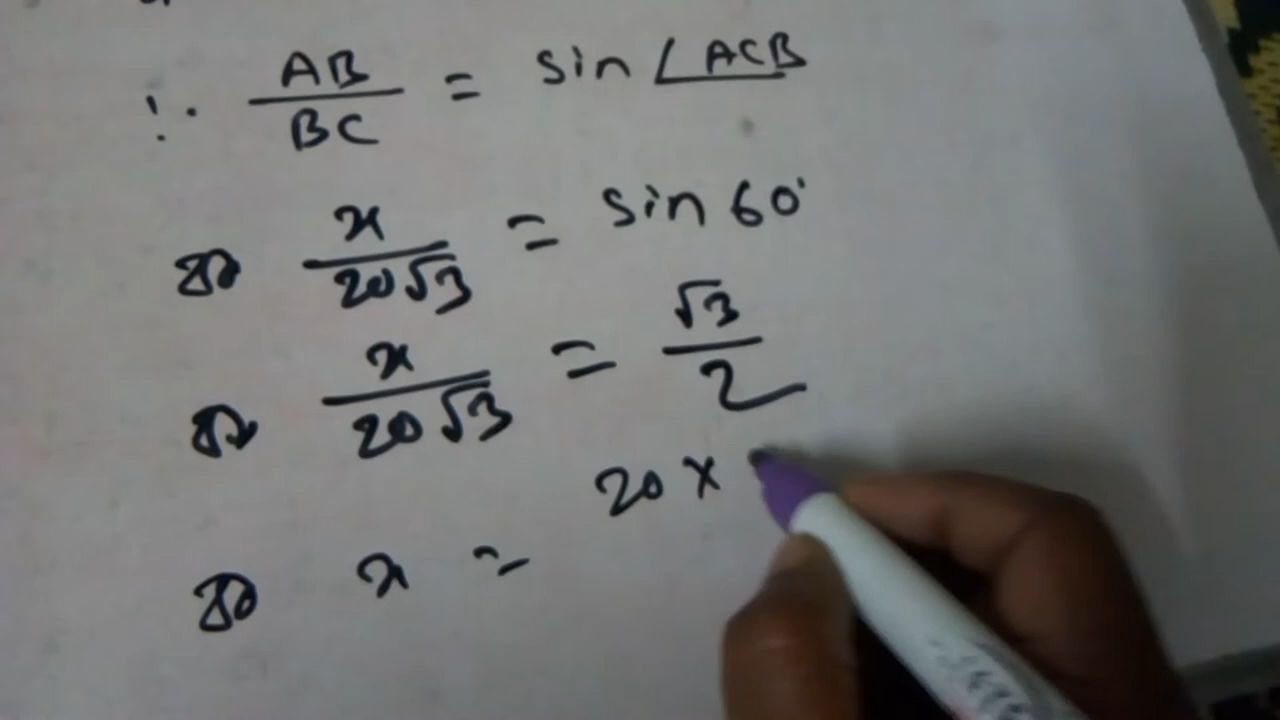 ∴ AB/BC = sin ∠ACB
বা x/20√3 = sin 60°
বা x/20√3 = √3/2
বা x = 20 ×